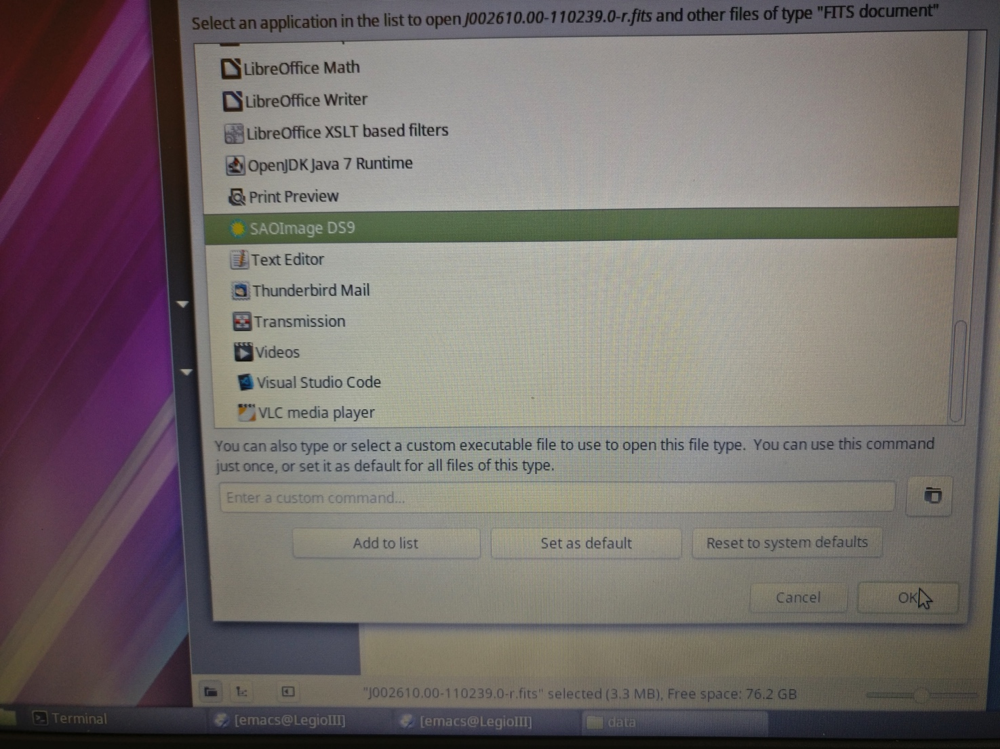 Select an application in the list to open J002610.00-110239.0-r.fits and other files of type "FITS document"
LibreOffice Math
LibreOffice Writer
LibreOffice XSLT based filters
OpenJDK Java 7 Runtime
Print Preview
SAOImage DS9
Text Editor
Thunderbird Mail
Transmission
Videos
Visual Studio Code
VLC media player
You can also type or select a custom executable file to use to open this file type. You can use this command
just once, or set it as default for all files of this type.
Enter a custom command...
Add to list Set as default Reset to system defaults
Cancel OK
"J002610.00-110239.0-r.fits" selected (3.3 MB), Free space: 76.2 GB
Terminal [emacs@LegioIII] [emacs@LegioIII] data